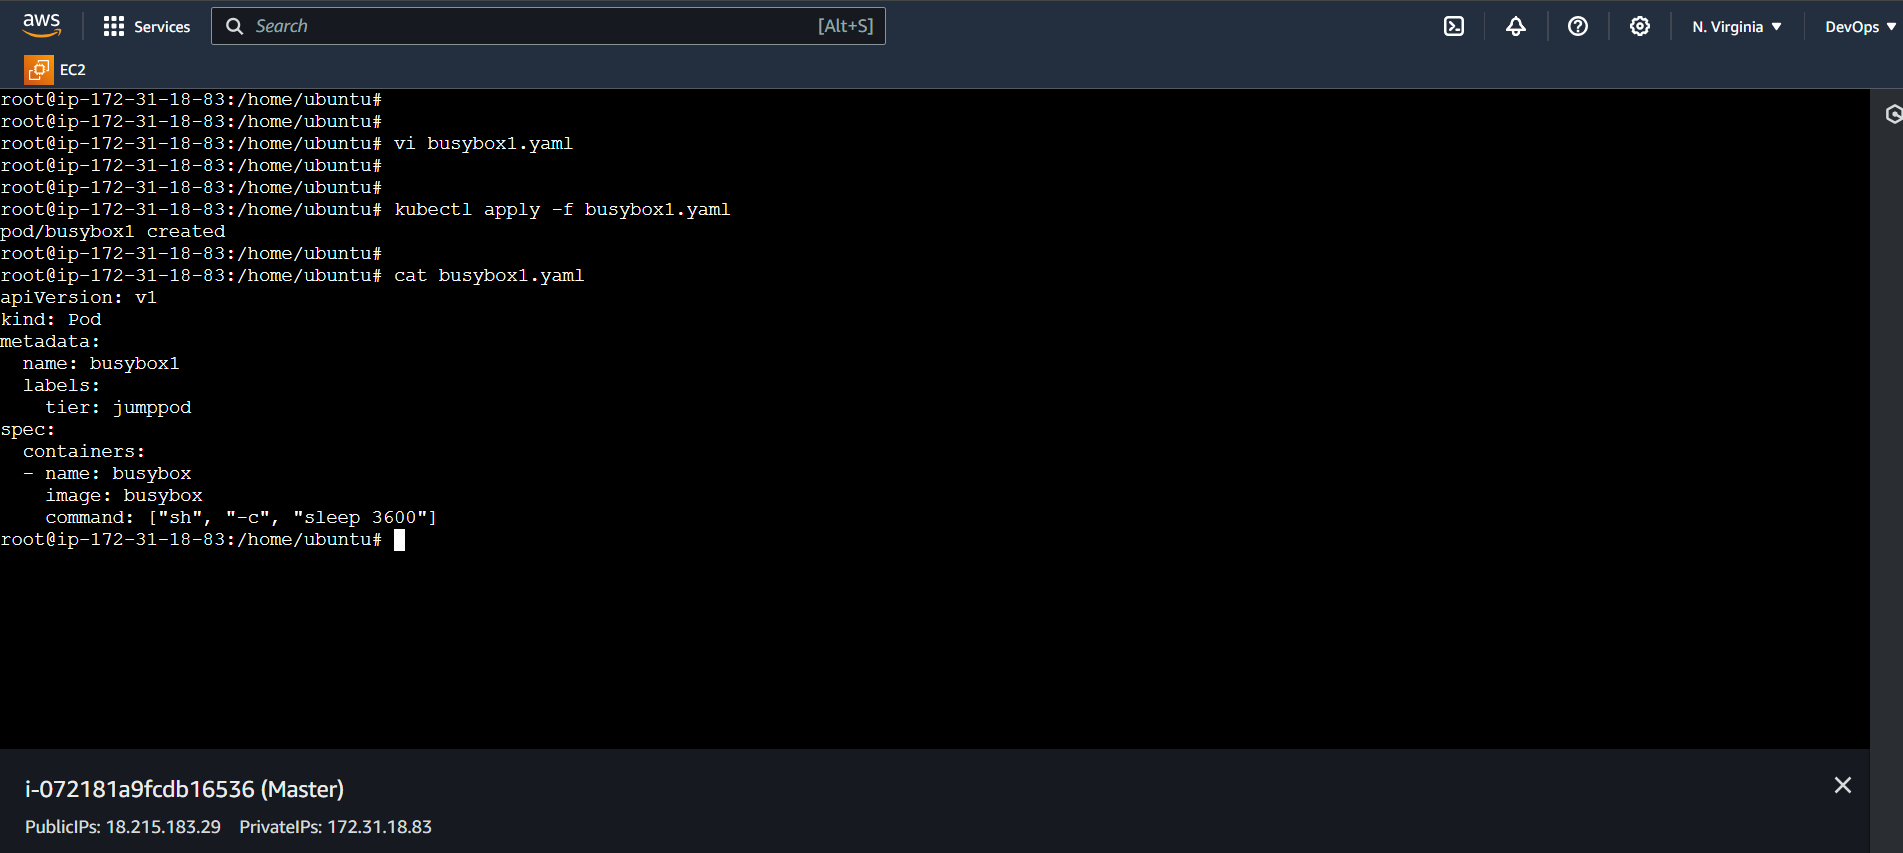 aws Services Search [Alt+S] N. Virginia DevOps
EC2
root@ip-172-31-18-83:/home/ubuntu#
root@ip-172-31-18-83:/home/ubuntu#
root@ip-172-31-18-83:/home/ubuntu# vi busybox1.yaml
root@ip-172-31-18-83:/home/ubuntu#
root@ip-172-31-18-83:/home/ubuntu#
root@ip-172-31-18-83:/home/ubuntu# kubectl apply -f busybox1.yaml
pod/busybox1 created
root@ip-172-31-18-83:/home/ubuntu#
root@ip-172-31-18-83:/home/ubuntu# cat busybox1.yaml
apiVersion: v1
kind: Pod
metadata:
  name: busybox1
  labels:
    tier: jumppod
spec:
  containers:
  - name: busybox
    image: busybox
    command: ["sh", "-c", "sleep 3600"]
root@ip-172-31-18-83:/home/ubuntu#
i-072181a9fcdb16536 (Master)
PublicIPs: 18.215.183.29 PrivateIPs: 172.31.18.83